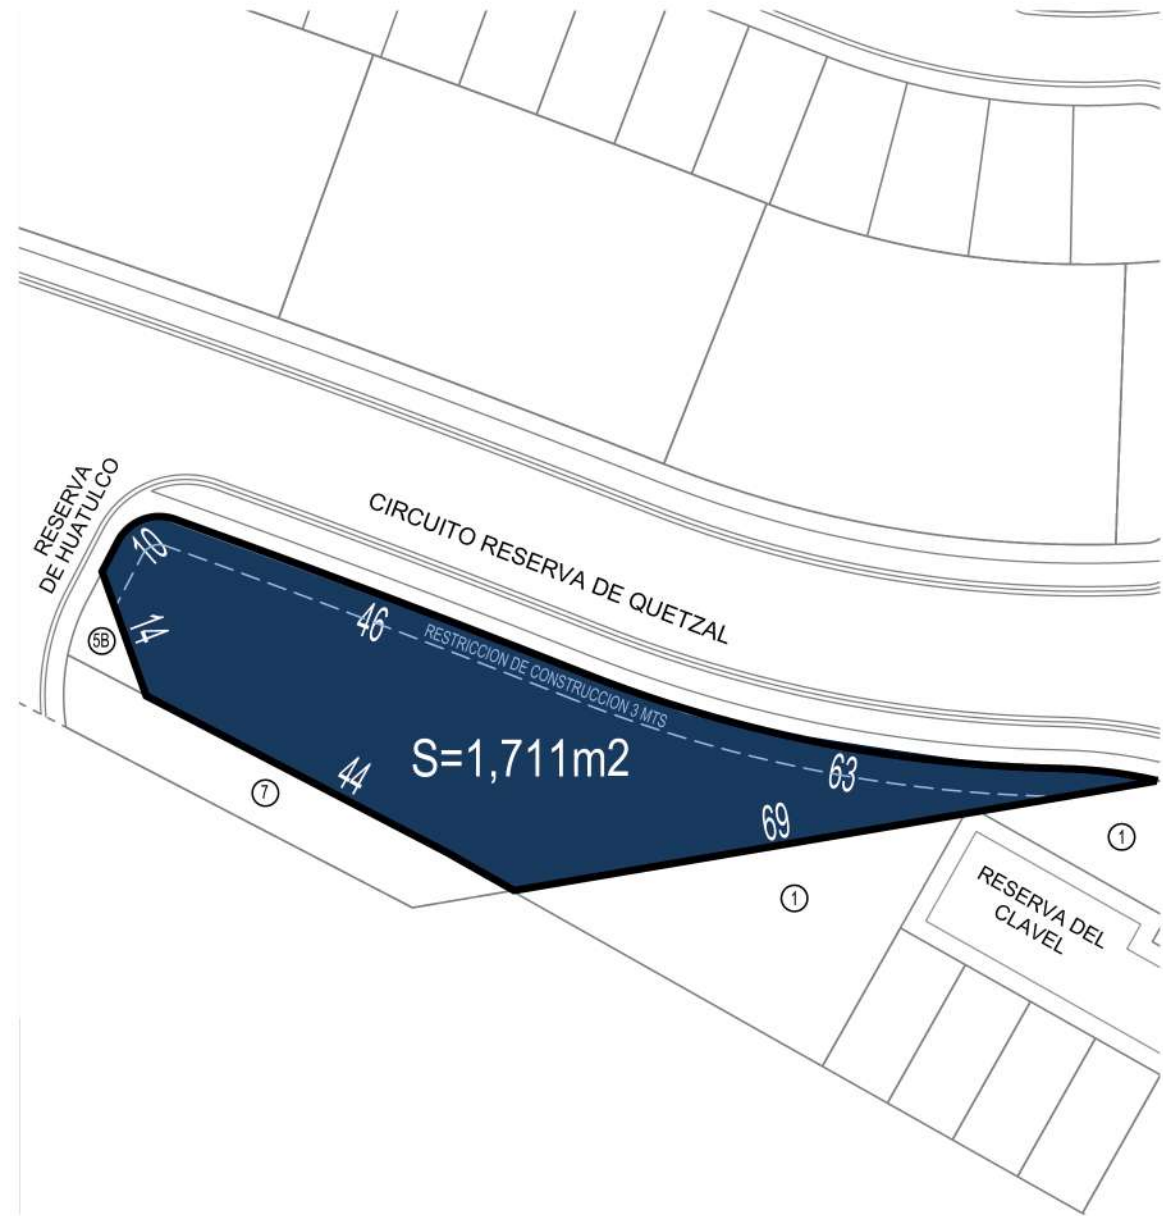 RESERVA
DE HUATULCO
CIRCUITO RESERVA DE QUETZAL
10
46
RESTRICCION DE CONSTRUCCION 3 MTS
14
5B
S=1,711m2
63
44
69
7
1
1
RESERVA DEL
CLAVEL